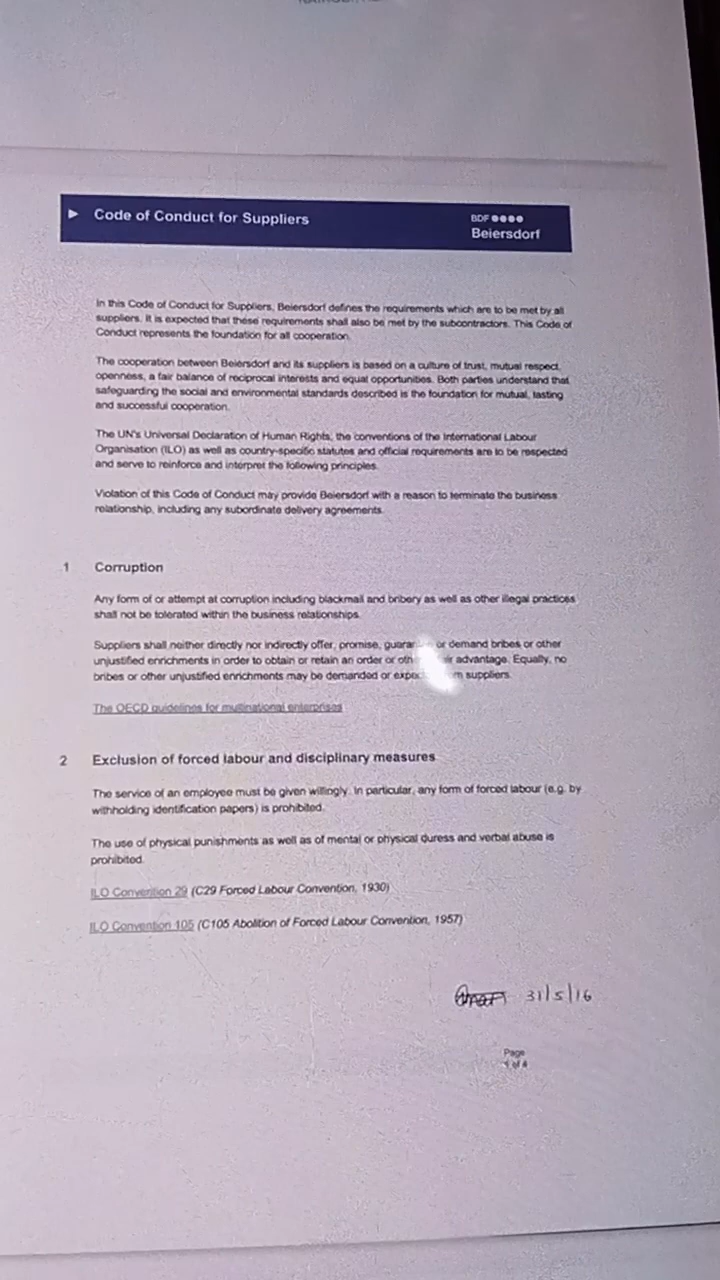 Code of Conduct for Suppliers
BDF
Beiersdorf
In this Code of Conduct for Suppliers, Beiersdorf defines the requirements which are to be met by all
suppliers. It is expected that these requirements shall also be met by the subcontractors. This Code of
Conduct represents the foundation for all cooperation.
The cooperation between Beiersdorf and its suppliers is based on a culture of trust, mutual respect,
openness, a fair balance of reciprocal interests and equal opportunities. Both parties understand that
safeguarding the social and environmental standards described is the foundation for mutual, lasting
and successful cooperation.
The UN's Universal Declaration of Human Rights, the conventions of the International Labour
Organisation (ILO) as well as country-specific statutes and official requirements are to be respected
and serve to reinforce and interpret the following principles.
Violation of this Code of Conduct may provide Beiersdorf with a reason to terminate the business
relationship, including any subordinate delivery agreements.
1 Corruption
Any form of or attempt at corruption including blackmail and bribery as well as other illegal practices
shall not be tolerated within the business relationships.
Suppliers shall neither directly nor indirectly offer, promise, or demand bribes or other
unjustified enrichments in order to obtain or retain an order or advantage. Equally, no
bribes or other unjustified enrichments may be demanded or suppliers.
The OECD guidelines for multinational enterprises
2 Exclusion of forced labour and disciplinary measures
The service of an employee must be given willingly. In particular, any form of forced labour (e.g. by
withholding identification papers) is prohibited.
The use of physical punishments as well as of mental or physical duress and verbal abuse is
prohibited.
ILO Convention 29 (C29 Forced Labour Convention, 1930)
ILO Convention 105 (C105 Abolition of Forced Labour Convention, 1957)
31/5/16
Page
1 of 4